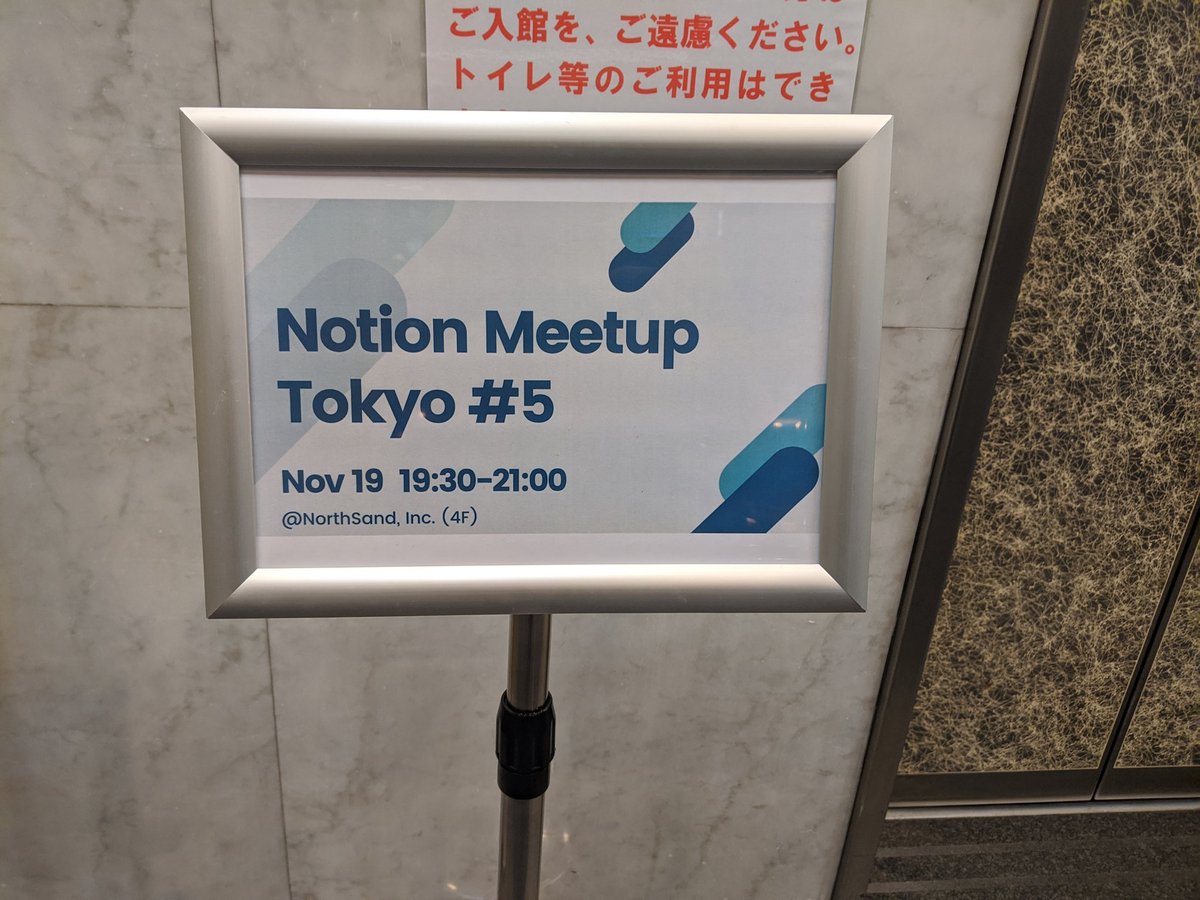 ご入館を、ご遠慮ください。
トイレ等のご利用はでき
Notion Meetup
Tokyo #5
Nov 19 19:30-21:00
@NorthSand, Inc. (4F)